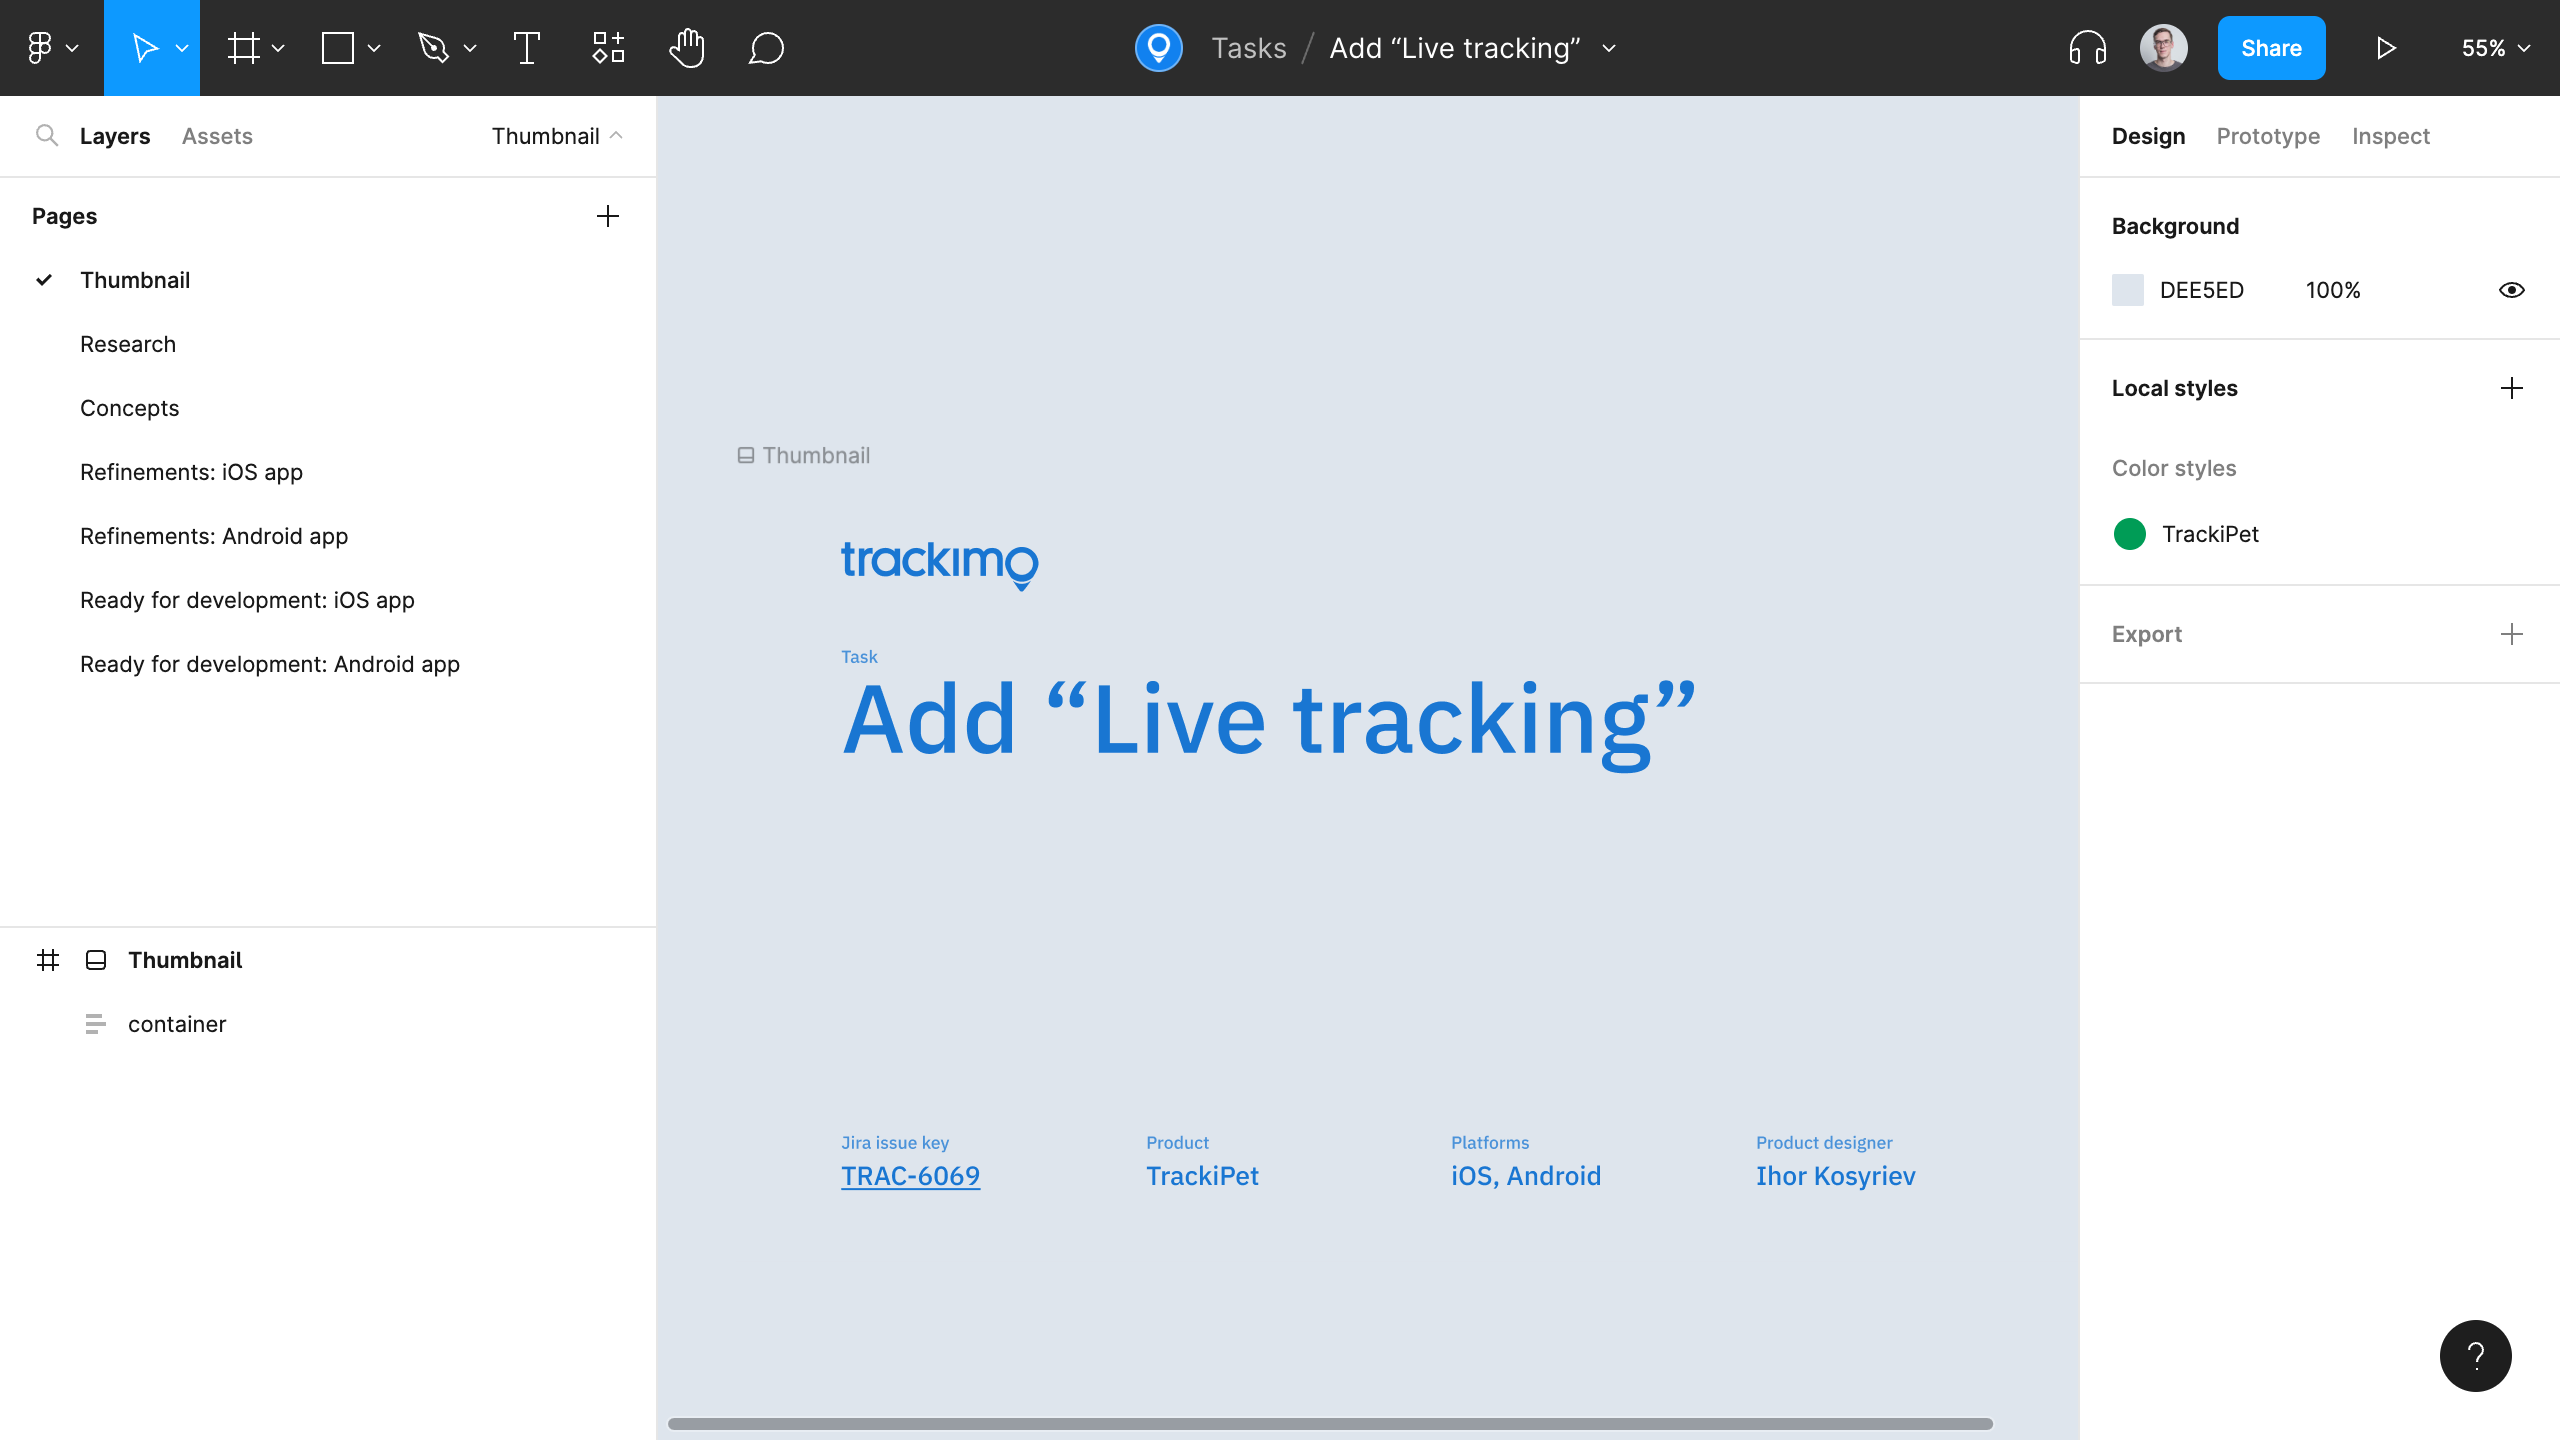 Tasks / Add “Live tracking”
Share
55%
Layers
Assets
Thumbnail
Pages
Thumbnail
Research
Concepts
Refinements: iOS app
Refinements: Android app
Ready for development: iOS app
Ready for development: Android app
Thumbnail
container
Thumbnail
trackimo
Task
Add “Live tracking”
Jira issue key
TRAC-6069
Product
TrackiPet
Platforms
iOS, Android
Product designer
Ihor Kosyriev
Design
Prototype
Inspect
Background
DEE5ED
100%
Local styles
Color styles
TrackiPet
Export
?